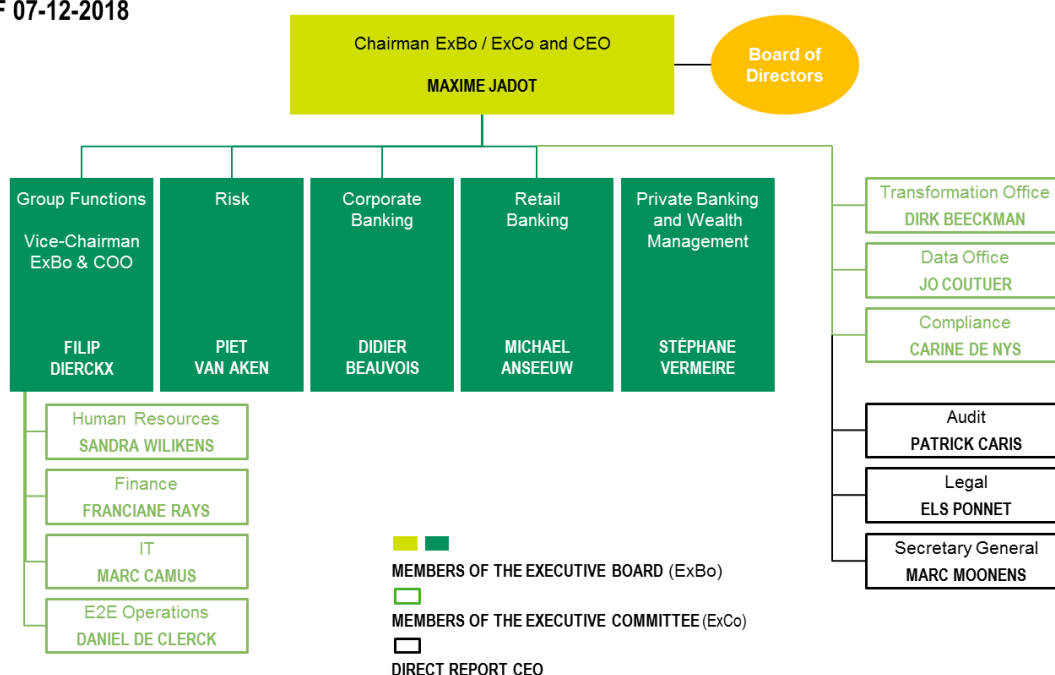 F 07-12-2018
Chairman ExBo / ExCo and CEO
MAXIME JADOT
Board of
Directors
Group Functions
Vice-Chairman
ExBo & COO
FILIP
DIERCKX
Risk
PIET
VAN AKEN
Corporate
Banking
DIDIER
BEAUVOIS
Retail
Banking
MICHAEL
ANSEEUW
Private Banking
and Wealth
Management
STÉPHANE
VERMEIRE
Transformation Office
DIRK BEECKMAN
Data Office
JO COUTUER
Compliance
CARINE DE NYS
Audit
PATRICK CARIS
Legal
ELS PONNET
Secretary General
MARC MOONENS
Human Resources
SANDRA WILIKENS
Finance
FRANCIANE RAYS
IT
MARC CAMUS
E2E Operations
DANIEL DE CLERCK
MEMBERS OF THE EXECUTIVE BOARD (ExBo)
MEMBERS OF THE EXECUTIVE COMMITTEE (ExCo)
DIRECT REPORT CEO